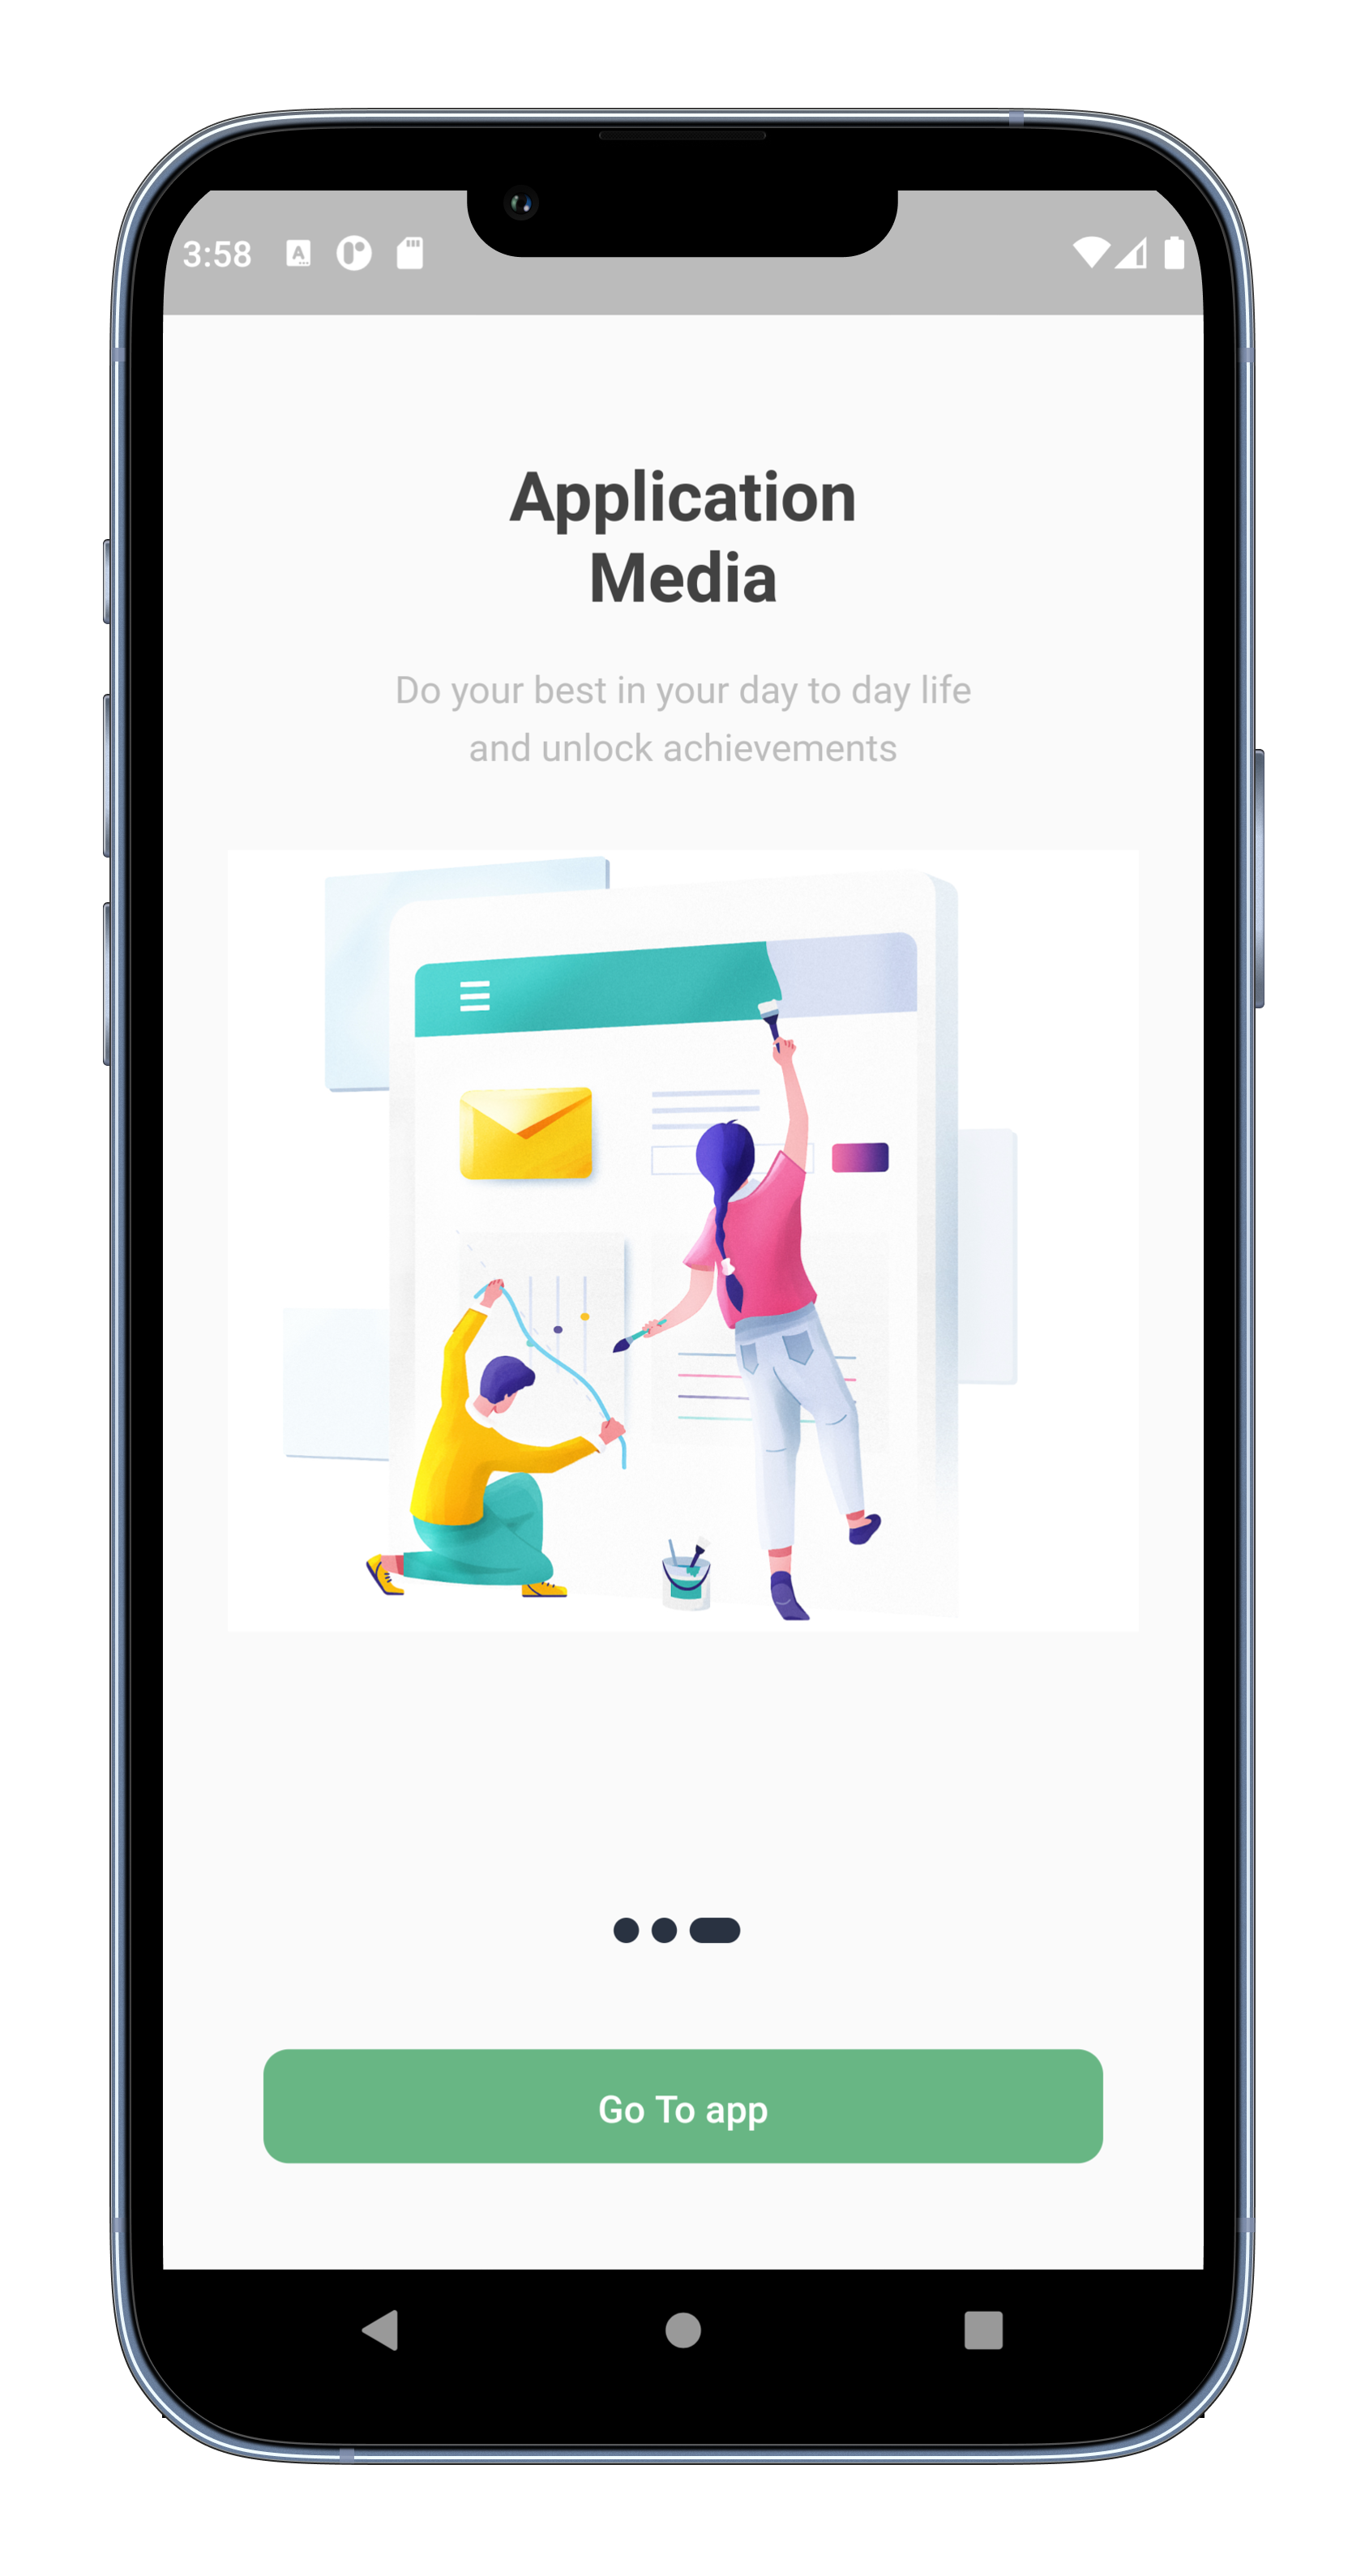 3:58
Application
Media
Do your best in your day to day life
and unlock achievements
Go To app